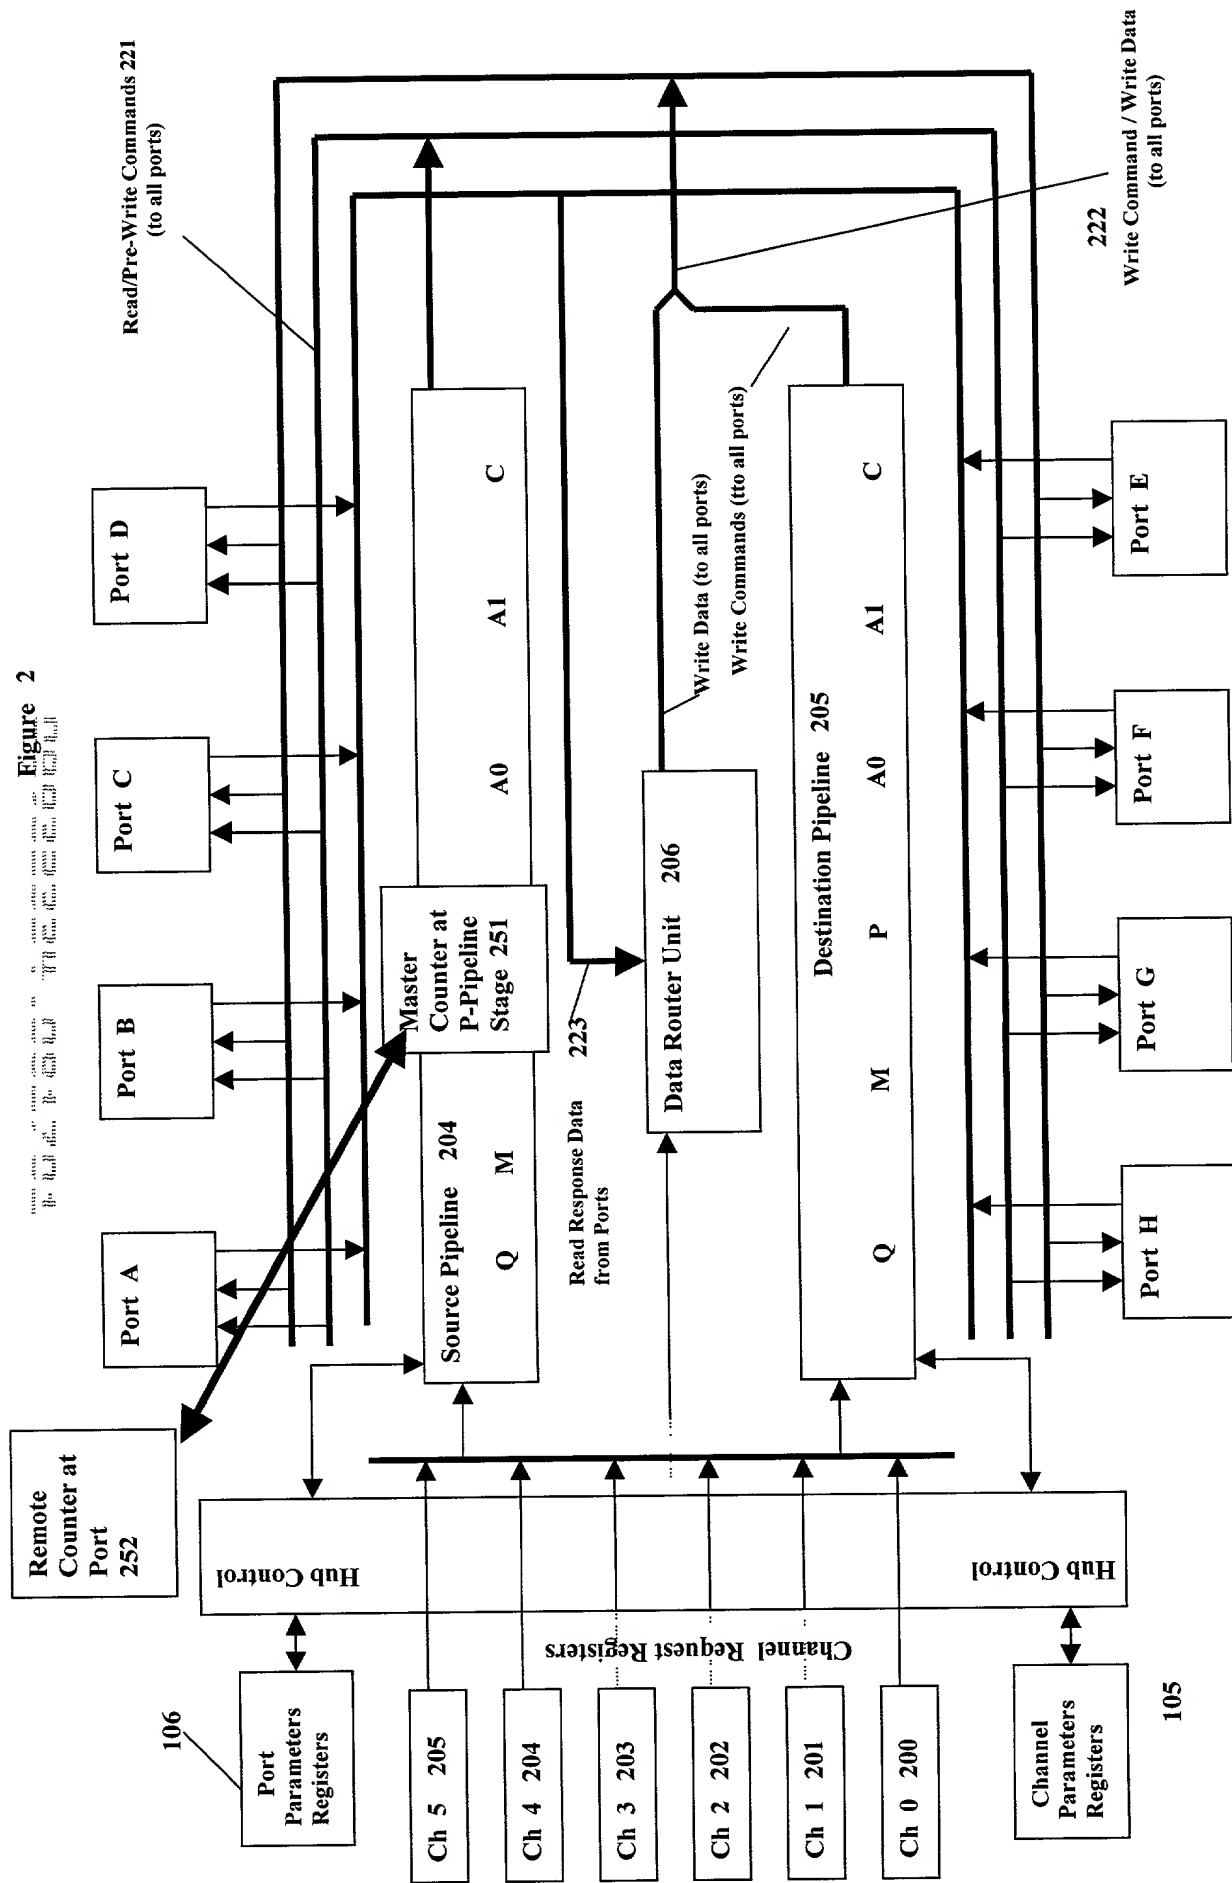 Figure 2
Remote
Counter at
Port
252
Port A
Port B
Port C
Port D
Read/Pre-Write Commands 221
(to all ports)
106
Port
Parameters
Registers
Hub Control
Source Pipeline 204
Q M
Master
Counter at
P-Pipeline
Stage 251
A0 A1 C
Ch 5 205
Ch 4 204
Ch 3 203
Ch 2 202
Ch 1 201
Ch 0 200
Channel Request Registers
Read Response Data
from Ports
223
Data Router Unit 206
Write Data (to all ports)
Write Commands (tto all ports)
Destination Pipeline 205
Q M P A0 A1 C
Hub Control
Channel
Parameters
Registers
105
222
Write Command / Write Data
(to all ports)
Port H
Port G
Port F
Port E